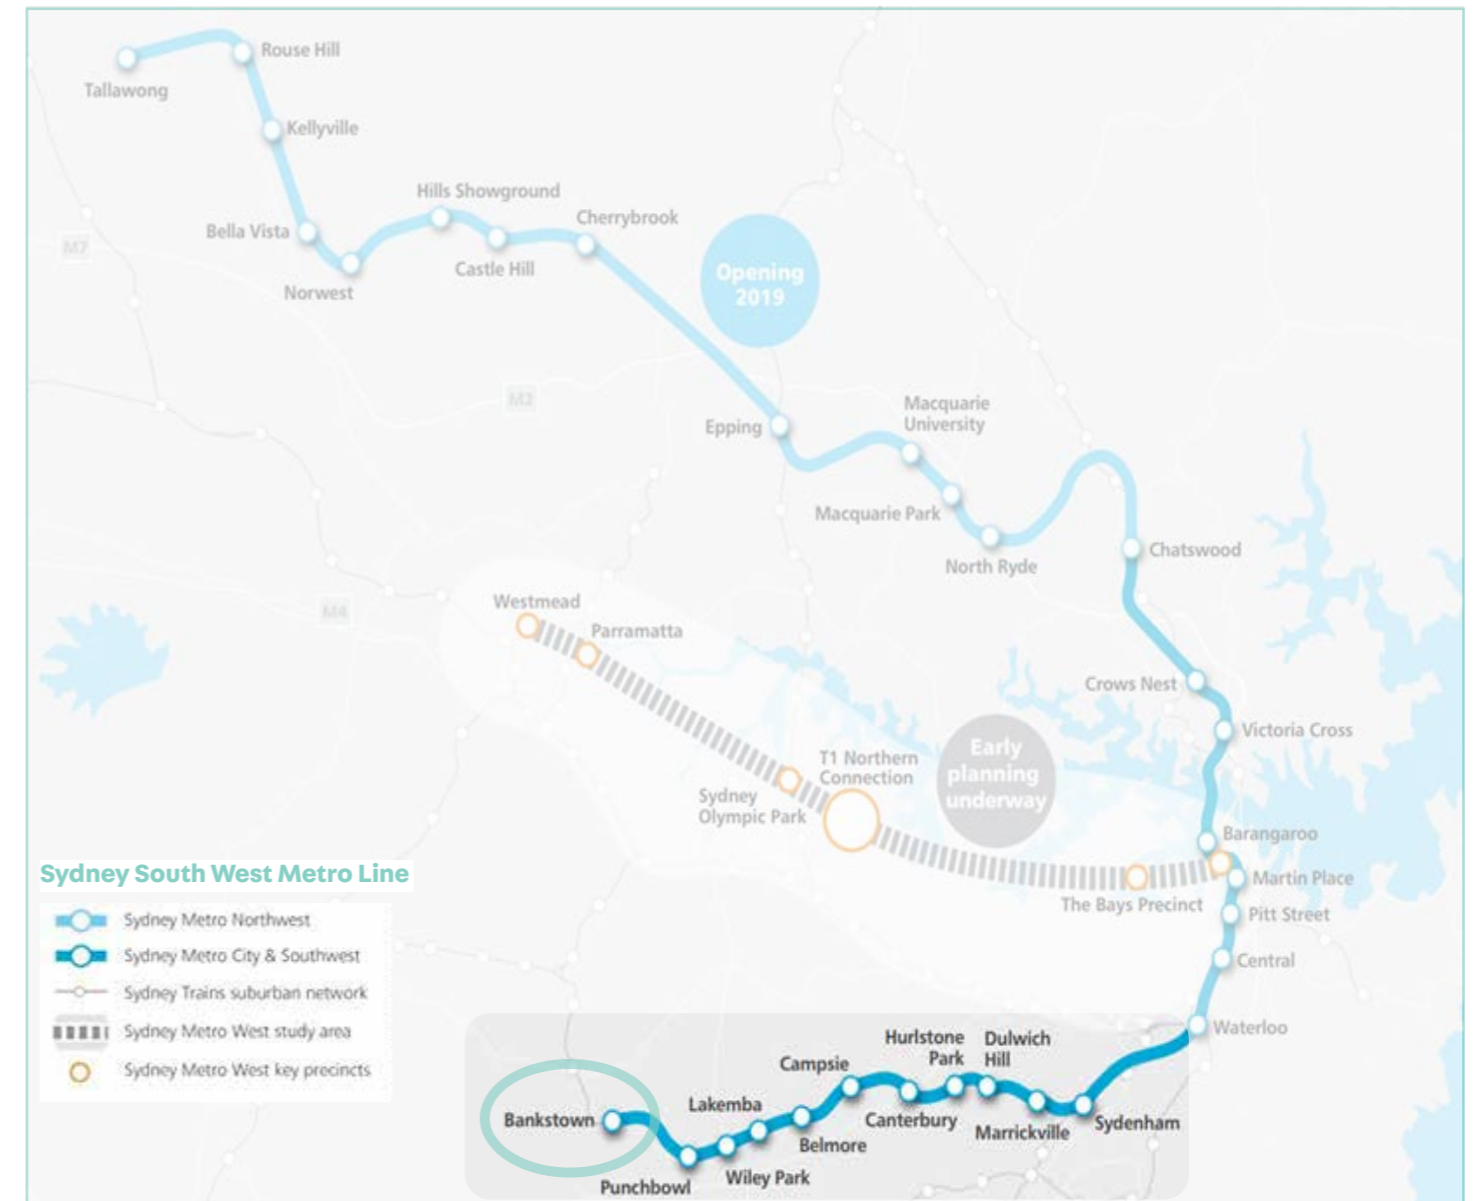 Tallawong
Rouse Hill
Kellyville
Bella Vista
Norwest
Hills Showground
Castle Hill
Cherrybrook
M7
Opening
2019
M2
Epping
Macquarie
University
Macquarie Park
North Ryde
Chatswood
M4
Westmead
Parramatta
Crows Nest
Victoria Cross
Early
planning
underway
T1 Northern
Connection
Sydney
Olympic Park
Barangaroo
Martin Place
The Bays Precinct
Pitt Street
Central
Waterloo
Sydney South West Metro Line
Sydney Metro Northwest
Sydney Metro City & Southwest
Sydney Trains suburban network
Sydney Metro West study area
Sydney Metro West key precincts
Hurlstone
Park
Dulwich
Hill
Campsie
Lakemba
Bankstown
Canterbury
Marrickville
Sydenham
Belmore
Wiley Park
Punchbowl